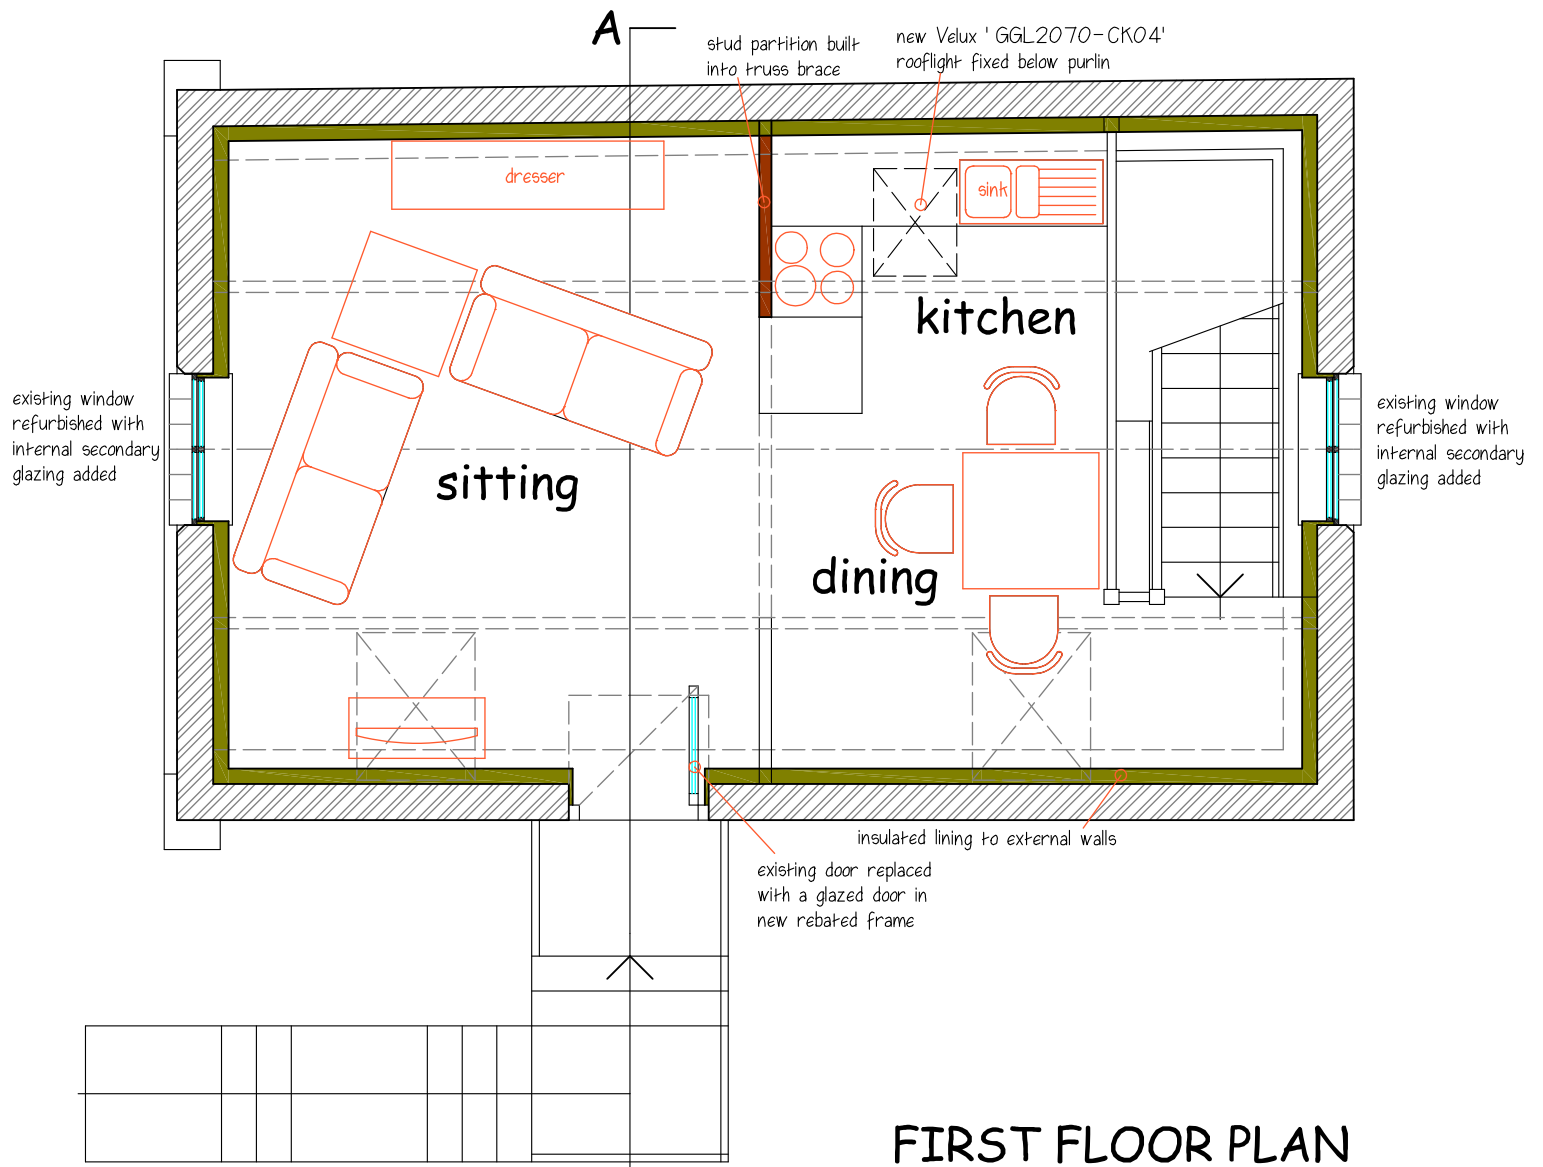 A
stud partition built
into truss brace
new Velux ' GGL2070-CK04'
rooflight fixed below purlin
dresser
sink
kitchen
existing window
refurbished with
internal secondary
glazing added
sitting
existing window
refurbished with
internal secondary
glazing added
dining
insulated lining to external walls
existing door replaced
with a glazed door in
new rebated frame
FIRST FLOOR PLAN